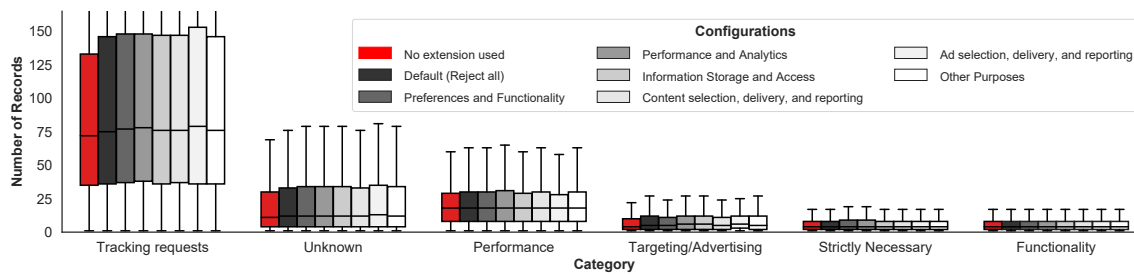 Configurations
No extension used
Default (Reject all)
Preferences and Functionality
Performance and Analytics
Information Storage and Access
Content selection, delivery, and reporting
Ad selection, delivery, and reporting
Other Purposes
Number of Records
150
125
100
75
50
25
0
Tracking requests Unknown Performance Targeting/Advertising Strictly Necessary Functionality
Category